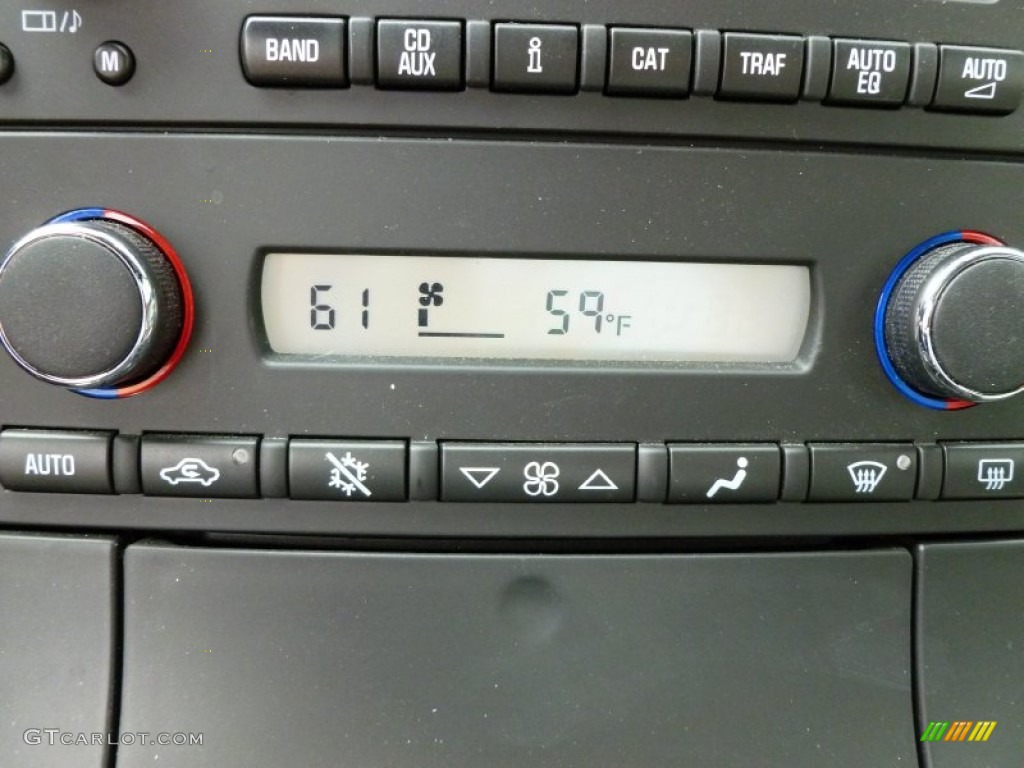 M
BAND
CD
AUX
i
CAT
TRAF
AUTO
EQ
AUTO
61
59°F
AUTO
GTCARLOT.COM